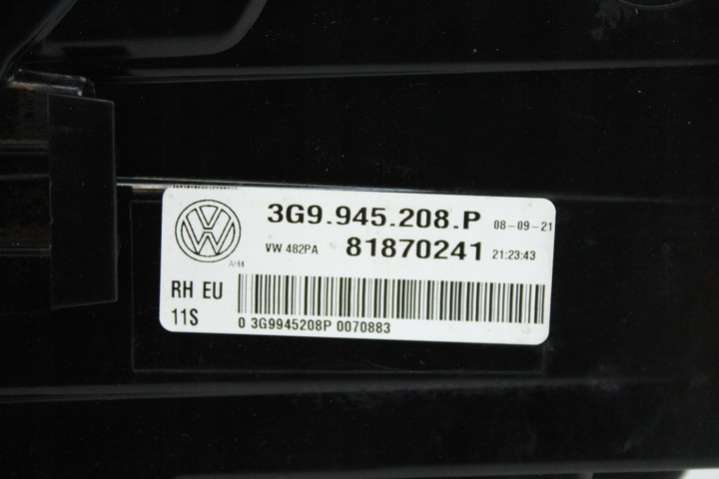 3G9.945.208.P 08-09-21
VW 482PA 81870241 21:23:43
RH EU
11S 0 3G9945208P 0070883